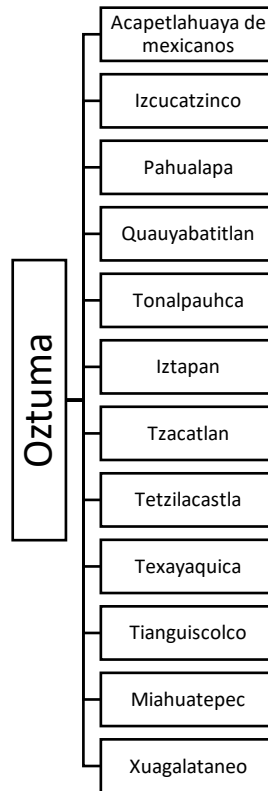 Oztuma
Acapetlahuaya de
mexicanos
Izcucatzinco
Pahualapa
Quauyabatitlan
Tonalpauhca
Iztapan
Tzacatlan
Tetzilacastla
Texayaquica
Tianguiscolco
Miahuatepec
Xuagalataneo